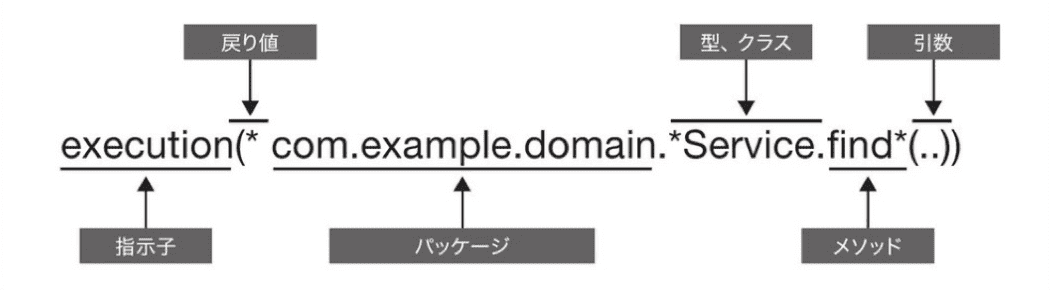 戻り値
型、クラス
引数
execution(* com.example.domain.*Service.find*(..))
指示子
パッケージ
メソッド